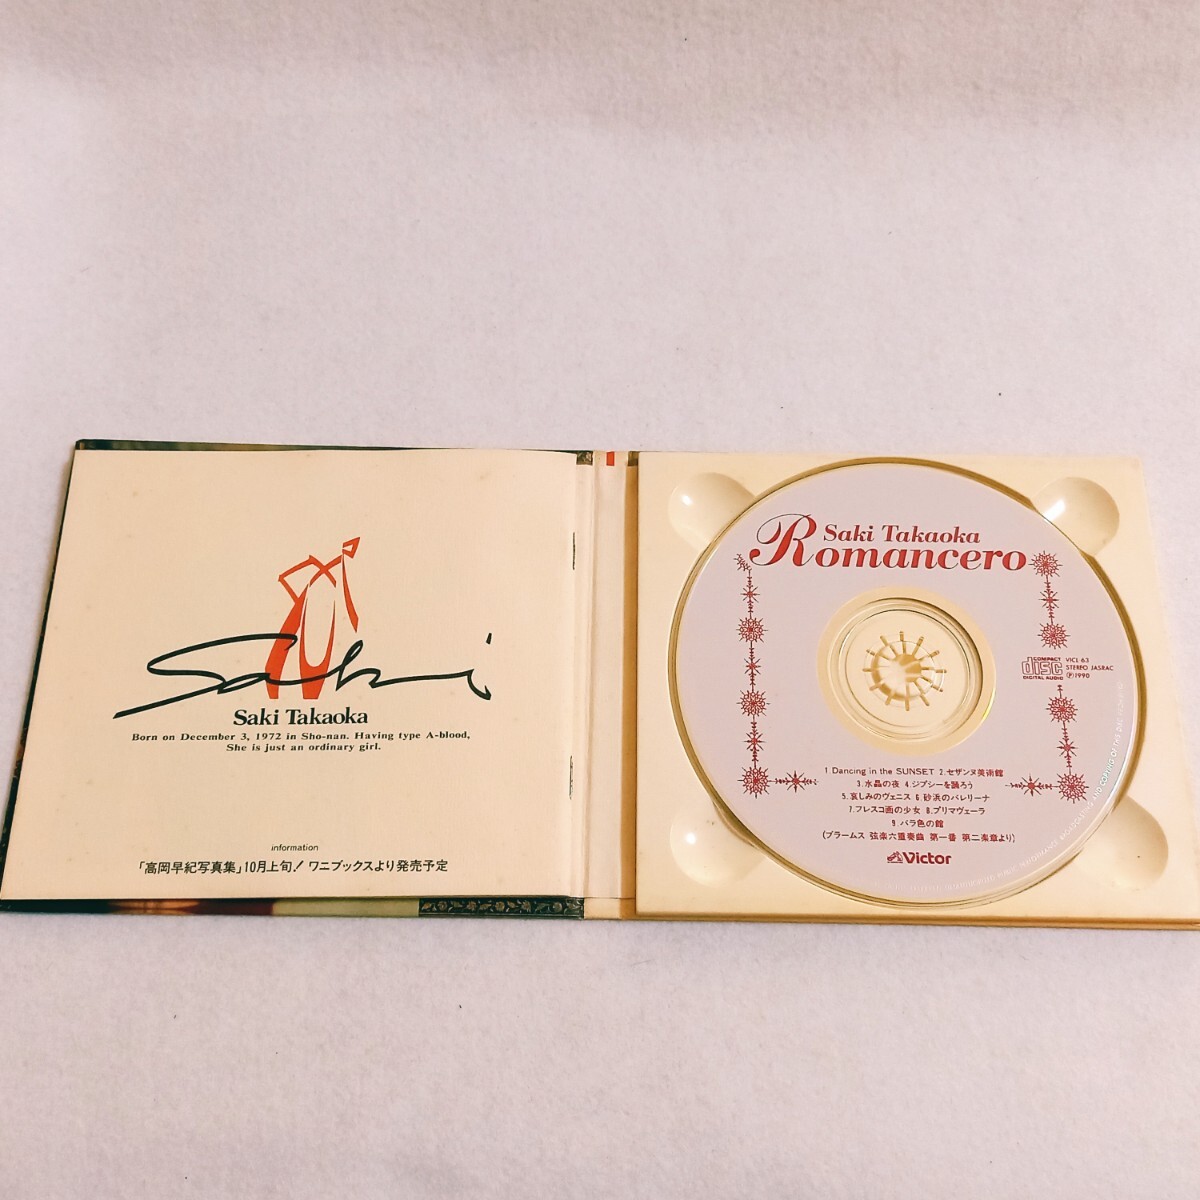 Saki
Saki Takaoka
Born on December 3, 1972 in Sho-nan. Having type A-blood,
She is just an ordinary girl.
information
「高岡早紀写真集」10月上旬！ワニブックスより発売予定
Saki Takaoka
Romancero
COMPACT
disc
DIGITAL AUDIO
VICL 63
STEREO JASRAC
Ⓟ1990
1 Dancing in the SUNSET 2.セザンヌ美術館
3.水晶の夜 4.ジプシーを踊ろう
5.哀しみのヴェニス 6.砂浜のバレリーナ
7.フレスコ画の少女 8.プリマヴェーラ
9.バラ色の館
(ブラームス 弦楽六重奏曲 第一番 第二楽章より)
Victor